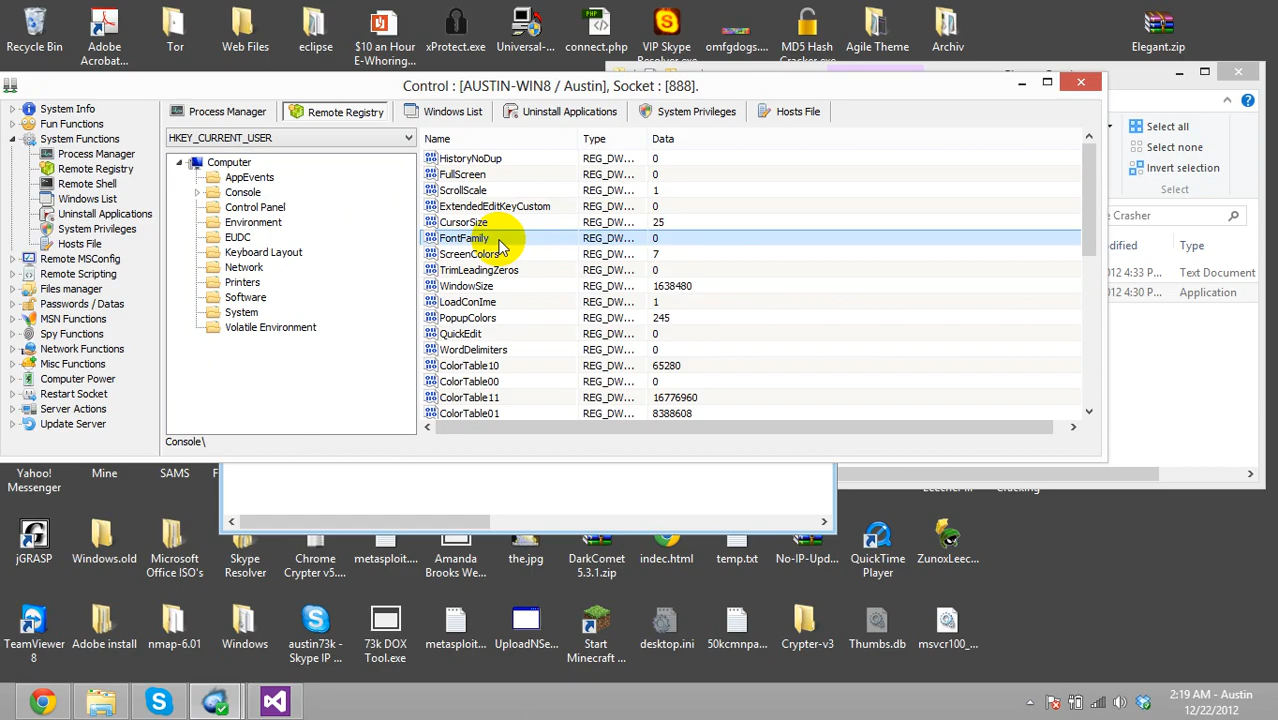 Recycle Bin
Adobe Acrobat...
Tor
Web Files
eclipse
$10 an Hour E-Whoring...
xProtect.exe
Universal-...
connect.php
VIP Skype
omfgdogs....
MD5 Hash
Agile Theme
Archiv
Elegant.zip
Control : [AUSTIN-WIN8 / Austin], Socket : [888].
System Info
Fun Functions
System Functions
Process Manager
Remote Registry
Remote Shell
Windows List
Uninstall Applications
System Privileges
Hosts File
Remote MSConfig
Remote Scripting
Files manager
Passwords / Datas
MSN Functions
Spy Functions
Network Functions
Misc Functions
Computer Power
Restart Socket
Server Actions
Update Server
Process Manager
Remote Registry
Windows List
Uninstall Applications
System Privileges
Hosts File
HKEY_CURRENT_USER
Computer
AppEvents
Console
Control Panel
Environment
EUDC
Keyboard Layout
Network
Printers
Software
System
Volatile Environment
Console\
Name Type Data
HistoryNoDup REG_DW... 0
FullScreen REG_DW... 0
ScrollScale REG_DW... 1
ExtendedEditKeyCustom REG_DW... 0
CursorSize REG_DW... 25
FontFamily REG_DW... 0
ScreenColors REG_DW... 7
TrimLeadingZeros REG_DW... 0
WindowSize REG_DW... 1638480
LoadConIme REG_DW... 1
PopupColors REG_DW... 245
QuickEdit REG_DW... 0
WordDelimiters REG_DW... 0
ColorTable10 REG_DW... 65280
ColorTable00 REG_DW... 0
ColorTable11 REG_DW... 16776960
ColorTable01 REG_DW... 8388608
Select all
Select none
Invert selection
Select
Crasher
Type
2012 4:33 PM Text Document
2012 4:30 PM Application
Yahoo! Messenger
Mine
SAMS
jGRASP
Windows.old
Microsoft Office ISO's
Skype Resolver
Chrome Crypter v5....
metasploit...
Amanda Brooks We...
the.jpg
DarkComet 5.3.1.zip
index.html
temp.txt
No-IP-Upd...
QuickTime Player
ZunoxLeec...
TeamViewer 8
Adobe install
nmap-6.01
Windows
austin73k - Skype IP ...
73k DOX Tool.exe
metasploit...
UploadNSe...
Start Minecraft ...
desktop.ini
50kcmnpa...
Crypter-v3
Thumbs.db
msvcr100_...
2:19 AM - Austin
12/22/2012